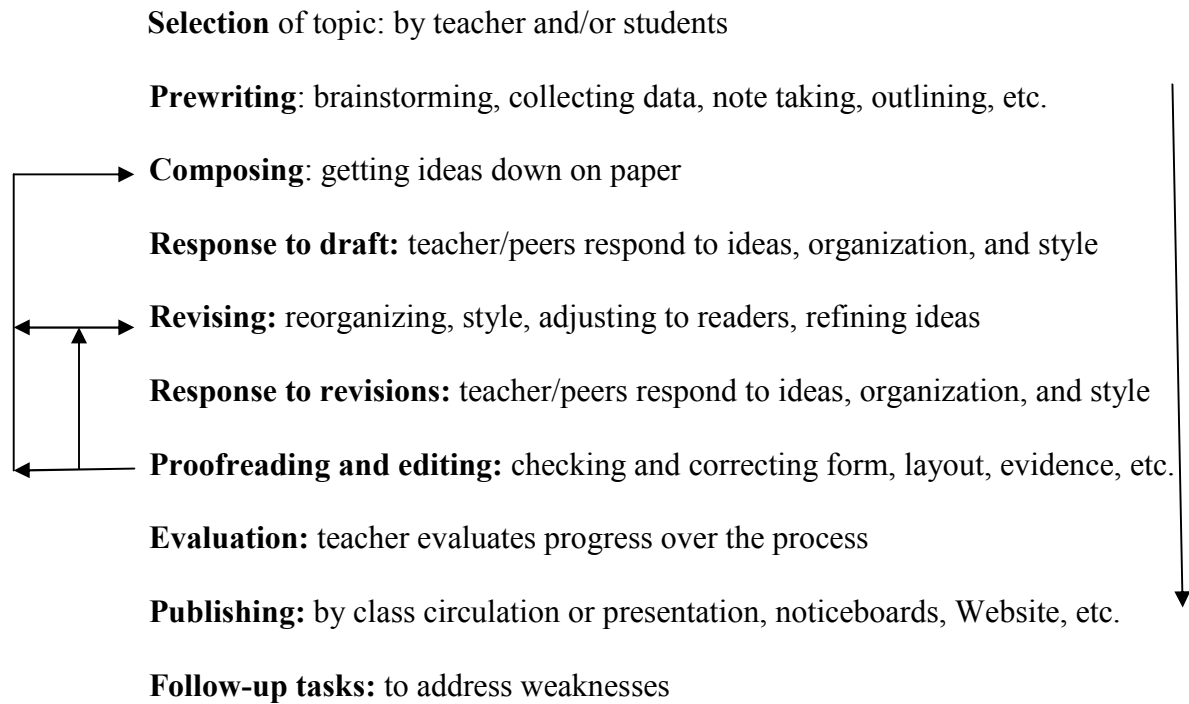 Selection of topic: by teacher and/or students
Prewriting: brainstorming, collecting data, note taking, outlining, etc.
Composing: getting ideas down on paper
Response to draft: teacher/peers respond to ideas, organization, and style
Revising: reorganizing, style, adjusting to readers, refining ideas
Response to revisions: teacher/peers respond to ideas, organization, and style
Proofreading and editing: checking and correcting form, layout, evidence, etc.
Evaluation: teacher evaluates progress over the process
Publishing: by class circulation or presentation, noticeboards, Website, etc.
Follow-up tasks: to address weaknesses